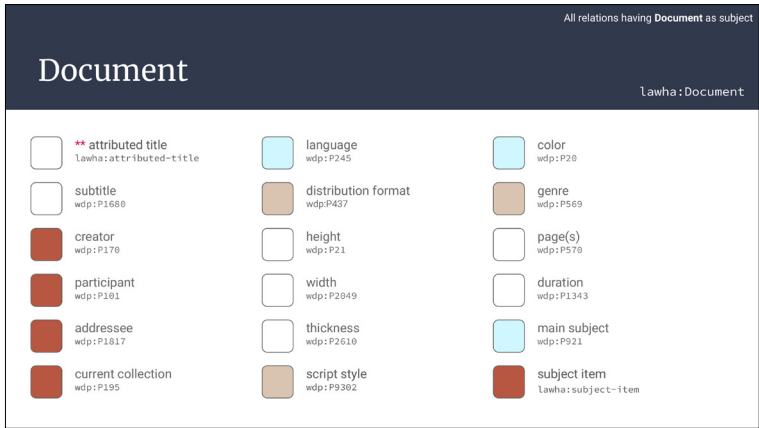 All relations having Document as subject
Document
lawha:Document
** attributed title
lawha:attributed-title
subtitle
wdp:P1680
creator
wdp:P170
participant
wdp:P101
addressee
wdp:P1817
current collection
wdp:P195
language
wdp:P245
distribution format
wdp:P437
height
wdp:P21
width
wdp:P2049
thickness
wdp:P2610
script style
wdp:P9302
color
wdp:P20
genre
wdp:P569
page(s)
wdp:P570
duration
wdp:P1343
main subject
wdp:P921
subject item
lawha:subject-item